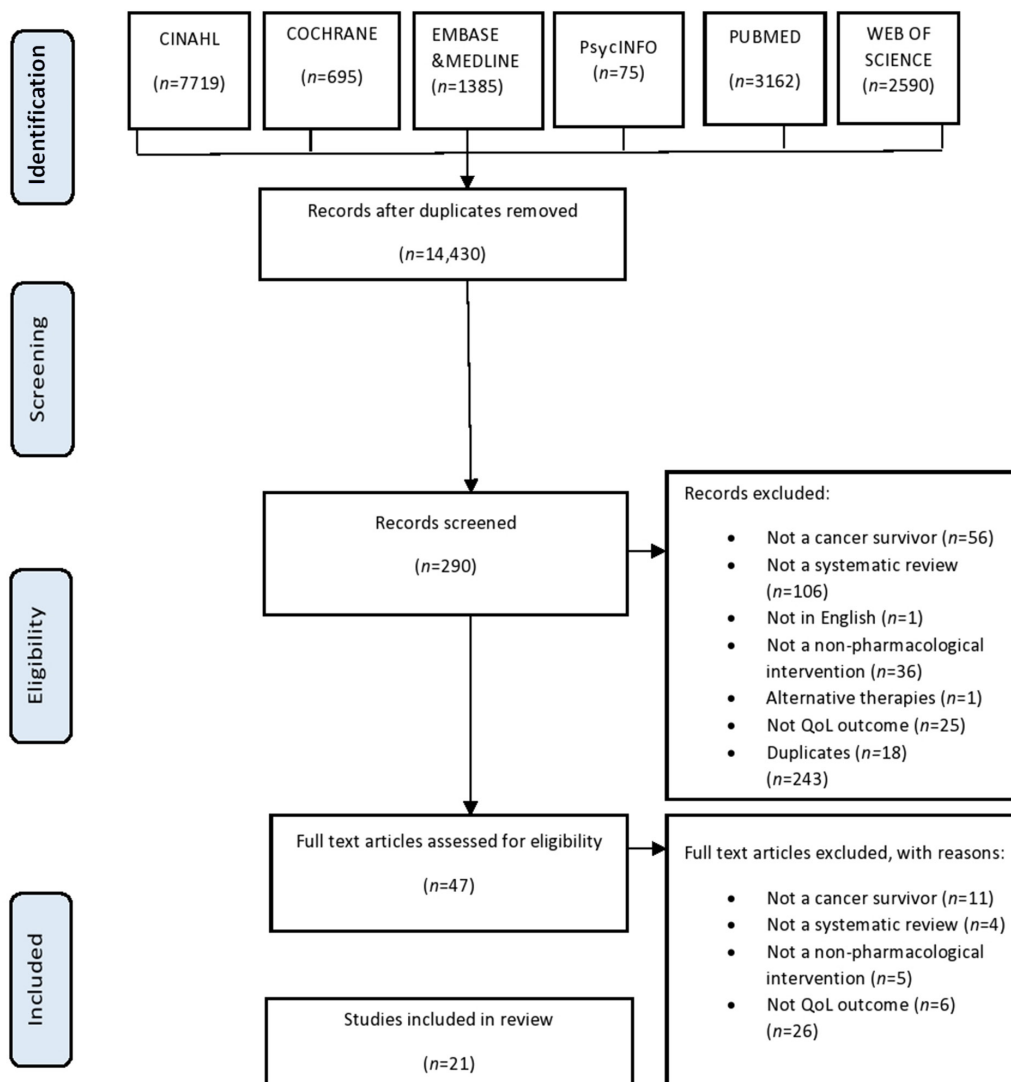 Identification
CINAHL
(n=7719)
COCHRANE
(n=695)
EMBASE
&MEDLINE
(n=1385)
PsycINFO
(n=75)
PUBMED
(n=3162)
WEB OF
SCIENCE
(n=2590)
Records after duplicates removed
(n=14,430)
Screening
Records screened
(n=290)
Records excluded:
• Not a cancer survivor (n=56)
• Not a systematic review
(n=106)
• Not in English (n=1)
• Not a non-pharmacological
intervention (n=36)
• Alternative therapies (n=1)
• Not QoL outcome (n=25)
• Duplicates (n=18)
(n=243)
Eligibility
Full text articles assessed for eligibility
(n=47)
Full text articles excluded, with reasons:
• Not a cancer survivor (n=11)
• Not a systematic review (n=4)
• Not a non-pharmacological
intervention (n=5)
• Not QoL outcome (n=6)
(n=26)
Included
Studies included in review
(n=21)